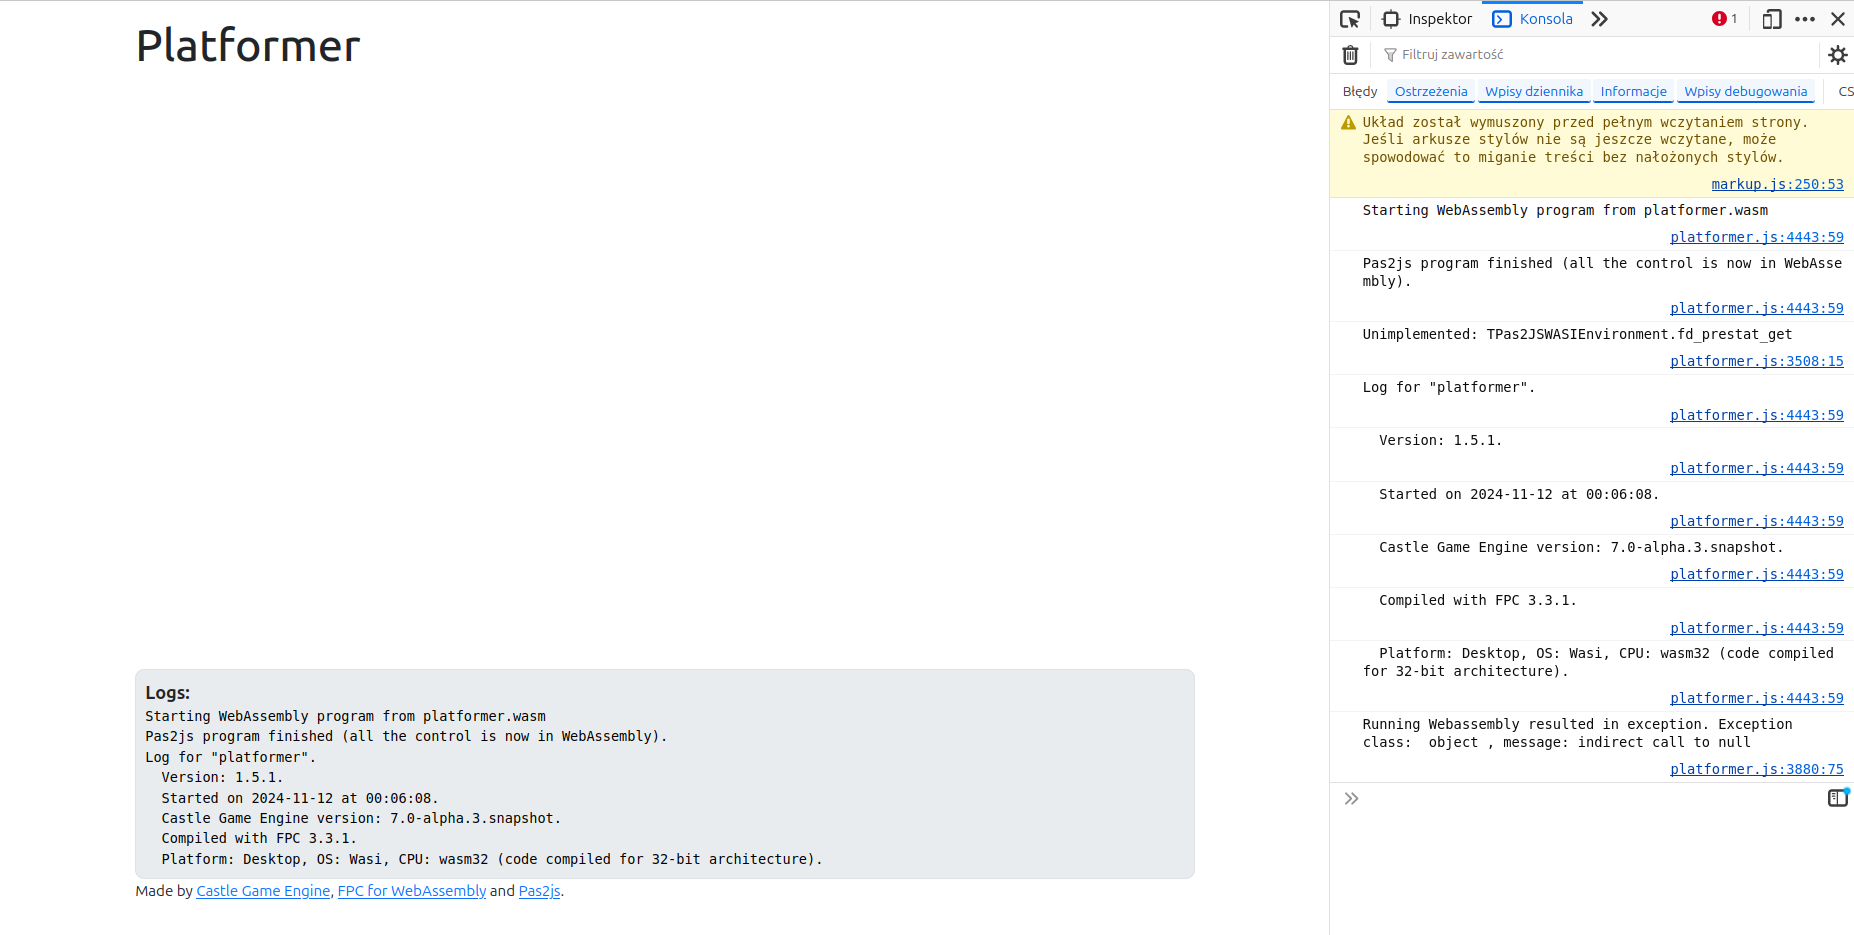 Platformer
Logs:
Starting WebAssembly program from platformer.wasm
Pas2js program finished (all the control is now in WebAssembly).
Log for "platformer".
Version: 1.5.1.
Started on 2024-11-12 at 00:06:08.
Castle Game Engine version: 7.0-alpha.3.snapshot.
Compiled with FPC 3.3.1.
Platform: Desktop, OS: Wasi, CPU: wasm32 (code compiled for 32-bit architecture).
Made by Castle Game Engine, FPC for WebAssembly and Pas2js.
Inspektor Konsola 1
Filtruj zawartość
Błędy Ostrzeżenia Wpisy dziennika Informacje Wpisy debugowania CS
Układ został wymuszony przed pełnym wczytaniem strony.
Jeśli arkusze stylów nie są jeszcze wczytane, może
spowodować to miganie treści bez nałożonych stylów.
markup.js:250:53
Starting WebAssembly program from platformer.wasm
platformer.js:4443:59
Pas2js program finished (all the control is now in WebAsse
mbly).
platformer.js:4443:59
Unimplemented: TPas2JSWASIEnvironment.fd_prestat_get
platformer.js:3508:15
Log for "platformer".
platformer.js:4443:59
Version: 1.5.1.
platformer.js:4443:59
Started on 2024-11-12 at 00:06:08.
platformer.js:4443:59
Castle Game Engine version: 7.0-alpha.3.snapshot.
platformer.js:4443:59
Compiled with FPC 3.3.1.
platformer.js:4443:59
Platform: Desktop, OS: Wasi, CPU: wasm32 (code compiled
for 32-bit architecture).
platformer.js:4443:59
Running Webassembly resulted in exception. Exception
class:  object , message: indirect call to null
platformer.js:3880:75